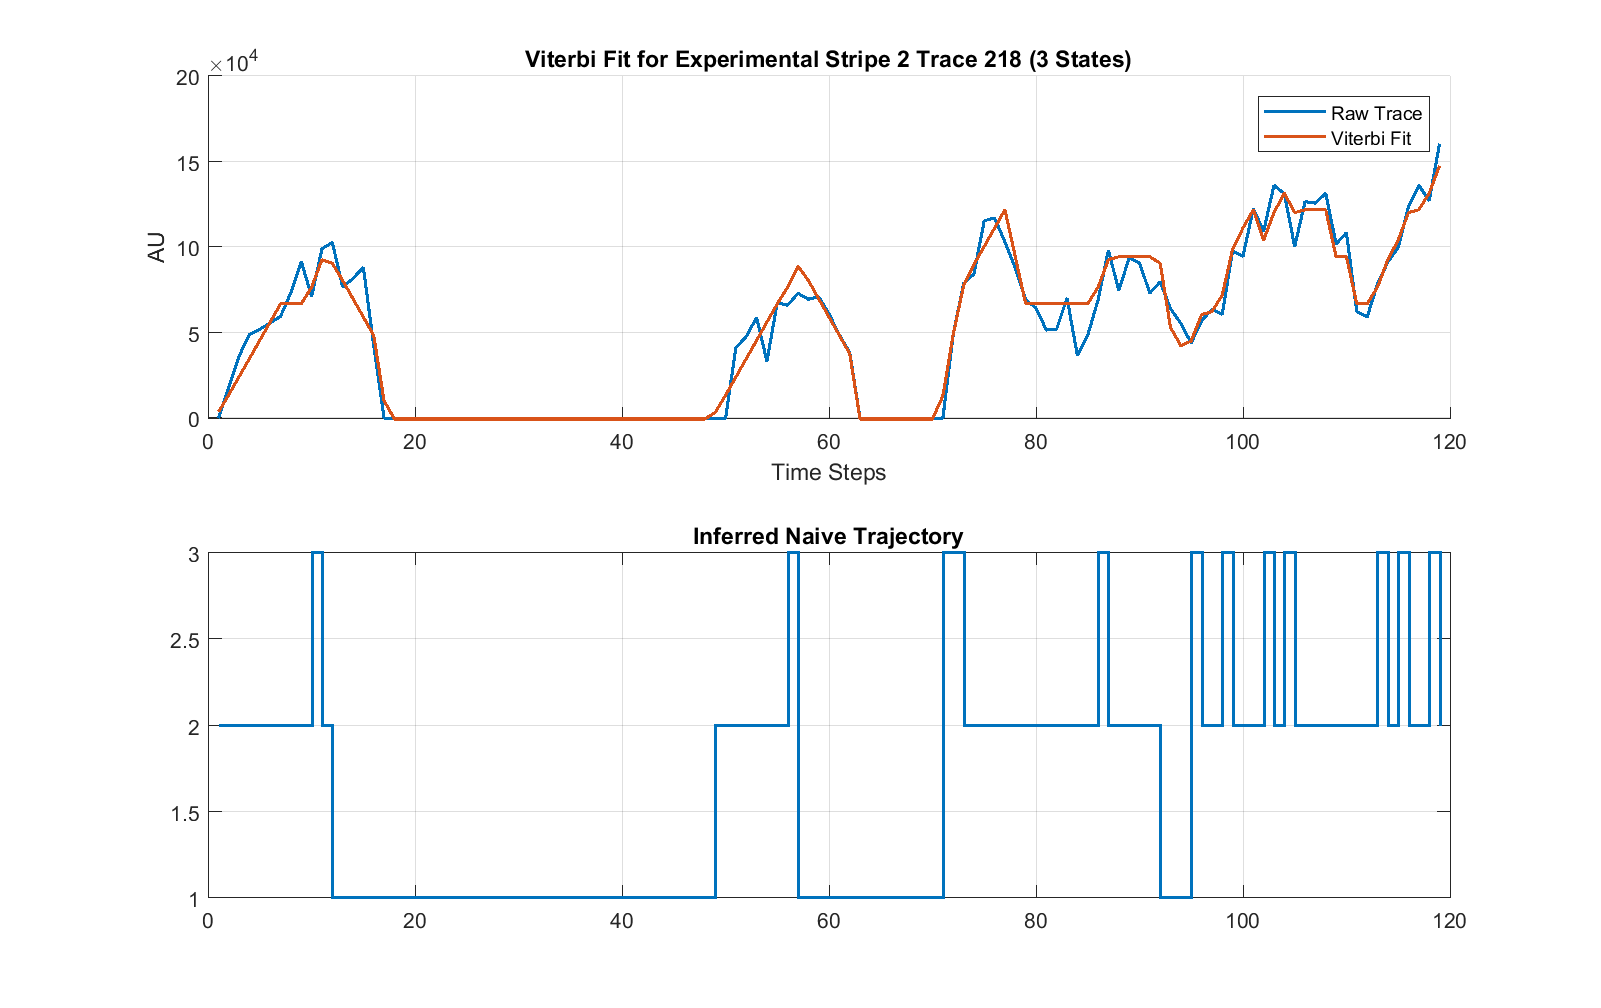 Viterbi Fit for Experimental Stripe 2 Trace 218 (3 States)
×10⁴
20
15
10
5
0
AU
Raw Trace
Viterbi Fit
0 20 40 60 80 100 120
Time Steps
Inferred Naive Trajectory
3
2.5
2
1.5
1
0 20 40 60 80 100 120